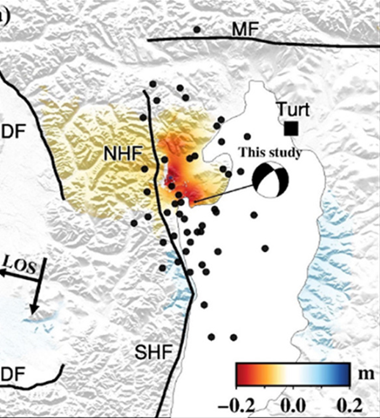 a)
MF
Turt
DF
This study
NHF
LOS
SHF
DF
m
−0.2 0.0 0.2